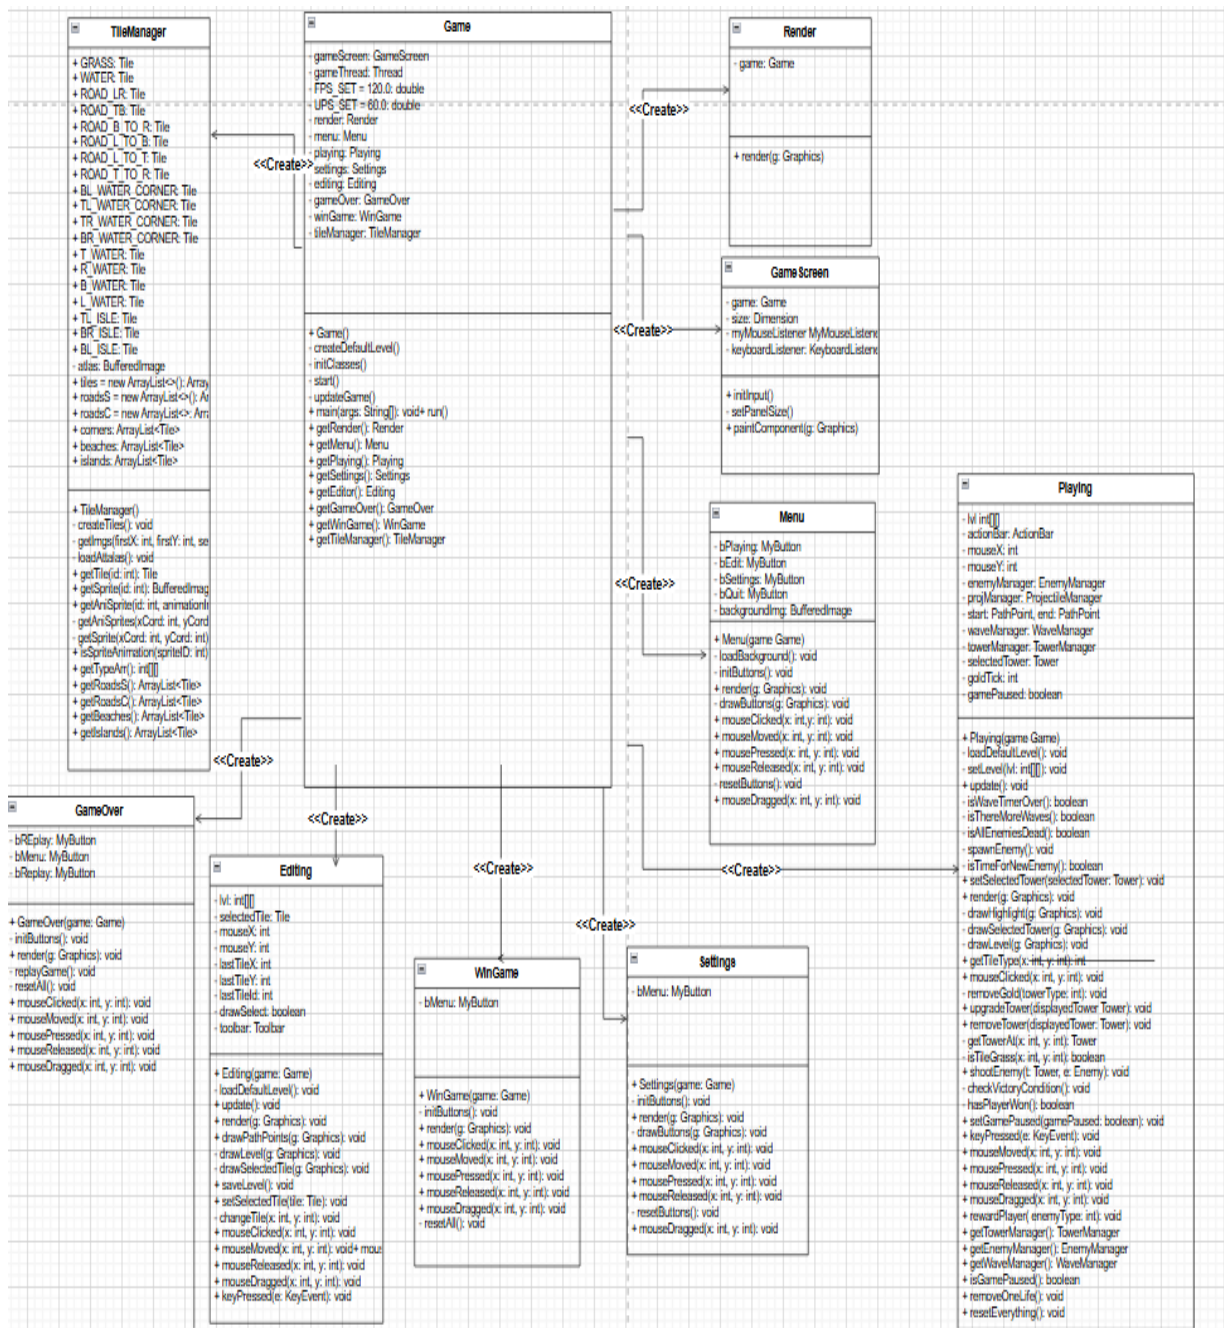 TileManager
+ GRASS: Tile
+ WATER: Tile
+ ROAD_LR: Tile
+ ROAD_TB: Tile
+ ROAD_B_TO_R: Tile
+ ROAD_L_TO_B: Tile
+ ROAD_L_TO_T: Tile
+ ROAD_T_TO_R: Tile
+ BL_WATER_CORNER: Tile
+ TL_WATER_CORNER: Tile
+ TR_WATER_CORNER: Tile
+ BR_WATER_CORNER: Tile
+ T_WATER: Tile
+ R_WATER: Tile
+ B_WATER: Tile
+ L_WATER: Tile
+ TL_ISLE: Tile
+ BR_ISLE: Tile
+ BL_ISLE: Tile
- atlas: BufferedImage
+ tiles = new ArrayList<>(): Array
+ roadsS = new ArrayList<>(): Ar
+ roadsC = new ArrayList<>: Arra
+ corners: ArrayList<Tile>
+ beaches: ArrayList<Tile>
+ islands: ArrayList<Tile>
+ TileManager()
- createTiles(): void
- getImgs(firstX: int, firstY: int, se
- loadAttalas(): void
+ getTile(id: int): Tile
+ getSprite(id: int): BufferedImag
+ getAniSprite(id: int, animationI
- getAniSprites(xCord: int, yCord
- getSprite(xCord: int, yCord: int)
+ isSpriteAnimation(spriteID: int)
+ getTypeArr(): int[][]
+ getRoadsS(): ArrayList<Tile>
+ getRoadsC(): ArrayList<Tile>
+ getBeaches(): ArrayList<Tile>
+ getIslands(): ArrayList<Tile>
Game
- gameScreen: GameScreen
- gameThread: Thread
- FPS_SET = 120.0: double
- UPS_SET = 60.0: double
- render: Render
- menu: Menu
- playing: Playing
- settings: Settings
- editing: Editing
- gameOver: GameOver
- winGame: WinGame
- tileManager: TileManager
+ Game()
- createDefaultLevel()
- initClasses()
- start()
- updateGame()
+ main(args: String[]): void+ run()
+ getRender(): Render
+ getMenu(): Menu
+ getPlaying(): Playing
+ getSettings(): Settings
+ getEditor(): Editing
+ getGameOver(): GameOver
+ getWinGame(): WinGame
+ getTileManager(): TileManager
<<Create>>
<<Create>>
<<Create>>
<<Create>>
<<Create>>
<<Create>>
<<Create>>
<<Create>>
<<Create>>
Render
- game: Game
+ render(g: Graphics)
GameScreen
- game: Game
- size: Dimension
- myMouseListener MyMouseListene
- keyboardListener: KeyboardListene
+ initInput()
- setPanelSize()
+ paintComponent(g: Graphics)
Menu
- bPlaying: MyButton
- bEdit: MyButton
- bSettings: MyButton
- bQuit: MyButton
- backgroundImg: BufferedImage
+ Menu(game Game)
- loadBackground(): void
- initButtons(): void
+ render(g: Graphics): void
- drawButtons(g: Graphics): void
+ mouseClicked(x: int,y: int): void
+ mouseMoved(x: int, y: int): void
+ mousePressed(x: int, y: int): void
+ mouseReleased(x: int, y: int): void
- resetButtons(): void
+ mouseDragged(x: int, y: int): void
Playing
- lvl int[][]
- actionBar: ActionBar
- mouseX: int
- mouseY: int
- enemyManager: EnemyManager
- projManager: ProjectileManager
- start: PathPoint, end: PathPoint
- waveManager: WaveManager
- towerManager: TowerManager
- selectedTower: Tower
- goldTick: int
- gamePaused: boolean
+ Playing(game Game)
- loadDefaultLevel(): void
- setLevel(lvl: int[][]): void
+ update(): void
- isWaveTimerOver(): boolean
- isThereMoreWaves(): boolean
- isAllEnemiesDead(): boolean
- spawnEnemy(): void
- isTimeForNewEnemy(): boolean
+ setSelectedTower(selectedTower: Tower): void
+ render(g: Graphics): void
- drawHighlight(g: Graphics): void
- drawSelectedTower(g: Graphics): void
- drawLevel(g: Graphics): void
+ getTileType(x: int, y: int): int
+ mouseClicked(x: int, y: int): void
- removeGold(towerType: int): void
+ upgradeTower(displayedTower Tower): void
+ removeTower(displayedTower: Tower): void
- getTowerAt(x: int, y: int): Tower
- isTileGrass(x: int, y: int): boolean
+ shootEnemy(t: Tower, e: Enemy): void
- checkVictoryCondition(): void
- hasPlayerWon(): boolean
+ setGamePaused(gamePaused: boolean): void
+ keyPressed(e: KeyEvent): void
+ mouseMoved(x: int, y: int): void
+ mousePressed(x: int, y: int): void
+ mouseReleased(x: int, y: int): void
+ mouseDragged(x: int, y: int): void
+ rewardPlayer( enemyType: int): void
+ getTowerManager(): TowerManager
+ getEnemyManager(): EnemyManager
+ getWaveManager(): WaveManager
+ isGamePaused(): boolean
+ removeOneLife(): void
+ resetEverything(): void
GameOver
- bREplay: MyButton
- bMenu: MyButton
- bReplay: MyButton
+ GameOver(game: Game)
- initButtons(): void
+ render(g: Graphics): void
- replayGame(): void
- resetAll(): void
+ mouseClicked(x: int, y: int): void
+ mouseMoved(x: int, y: int): void
+ mousePressed(x: int, y: int): void
+ mouseReleased(x: int, y: int): void
+ mouseDragged(x: int, y: int): void
Editing
- lvl: int[][]
- selectedTile: Tile
- mouseX: int
- mouseY: int
- lastTileX: int
- lastTileY: int
- lastTileId: int
- drawSelect: boolean
- toolbar: Toolbar
+ Editing(game: Game)
- loadDefaultLevel(): void
+ update(): void
+ render(g: Graphics): void
- drawPathPoints(g: Graphics): void
- drawLevel(g: Graphics): void
- drawSelectedTile(g: Graphics): void
+ saveLevel(): void
+ setSelectedTile(tile: Tile): void
- changeTile(x: int, y: int): void
+ mouseClicked(x: int, y: int): void
+ mouseMoved(x: int, y: int): void+ mous
+ mouseReleased(x: int, y: int): void
+ mouseDragged(x: int, y: int): void
+ keyPressed(e: KeyEvent): void
WinGame
- bMenu: MyButton
+ WinGame(game: Game)
- initButtons(): void
+ render(g: Graphics): void
+ mouseClicked(x: int, y: int): void
+ mouseMoved(x: int, y: int): void
+ mousePressed(x: int, y: int): void
+ mouseReleased(x: int, y: int): void
+ mouseDragged(x: int, y: int): void
- resetAll(): void
Settings
- bMenu: MyButton
+ Settings(game: Game)
- initButtons(): void
+ render(g: Graphics): void
- drawButtons(g: Graphics): void
+ mouseClicked(x: int, y: int): void
+ mouseMoved(x: int, y: int): void
+ mousePressed(x: int, y: int): void
+ mouseReleased(x: int, y: int): void
- resetButtons(): void
+ mouseDragged(x: int, y: int): void